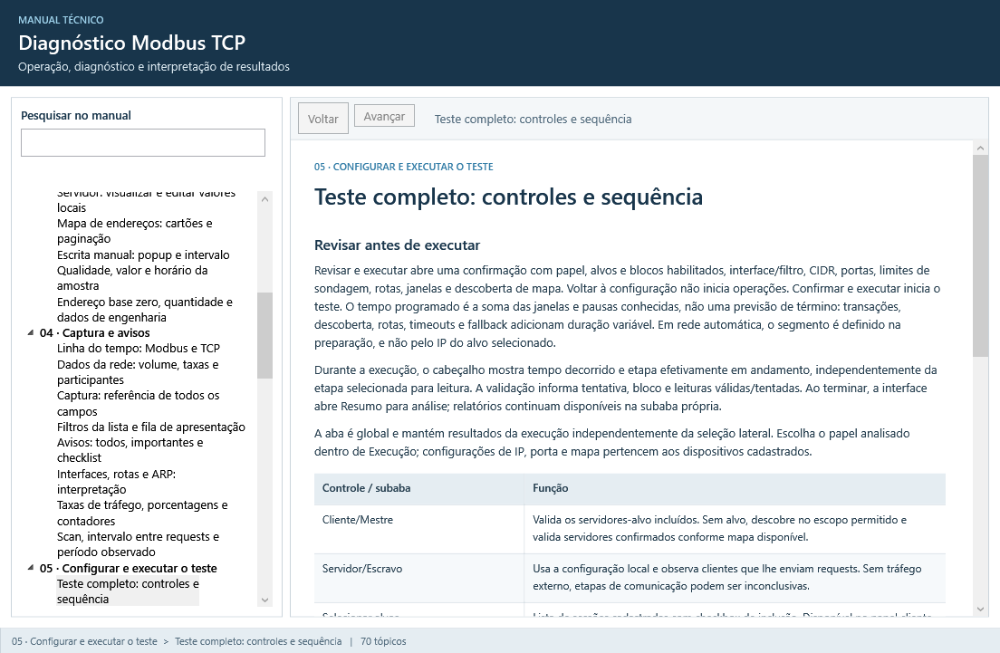 MANUAL TÉCNICO
Diagnóstico Modbus TCP
Operação, diagnóstico e interpretação de resultados
Pesquisar no manual
Servidor: visualizar e editar valores
locais
Mapa de endereços: cartões e
paginação
Escrita manual: popup e intervalo
Qualidade, valor e horário da
amostra
Endereço base zero, quantidade e
dados de engenharia
04 · Captura e avisos
Linha do tempo: Modbus e TCP
Dados da rede: volume, taxas e
participantes
Captura: referência de todos os
campos
Filtros da lista e fila de apresentação
Avisos: todos, importantes e
checklist
Interfaces, rotas e ARP:
interpretação
Taxas de tráfego, porcentagens e
contadores
Scan, intervalo entre requests e
período observado
05 · Configurar e executar o teste
Teste completo: controles e
sequência
Voltar
Avançar
Teste completo: controles e sequência
05 · CONFIGURAR E EXECUTAR O TESTE
Teste completo: controles e sequência
Revisar antes de executar
Revisar e executar abre uma confirmação com papel, alvos e blocos habilitados, interface/filtro, CIDR, portas, limites de
sondagem, rotas, janelas e descoberta de mapa. Voltar à configuração não inicia operações. Confirmar e executar inicia o
teste. O tempo programado é a soma das janelas e pausas conhecidas, não uma previsão de término: transações,
descoberta, rotas, timeouts e fallback adicionam duração variável. Em rede automática, o segmento é definido na
preparação, e não pelo IP do alvo selecionado.
Durante a execução, o cabeçalho mostra tempo decorrido e etapa efetivamente em andamento, independentemente da
etapa selecionada para leitura. A validação informa tentativa, bloco e leituras válidas/tentadas. Ao terminar, a interface
abre Resumo para análise; relatórios continuam disponíveis na subaba própria.
A aba é global e mantém resultados da execução independentemente da seleção lateral. Escolha o papel analisado
dentro de Execução; configurações de IP, porta e mapa pertencem aos dispositivos cadastrados.
Controle / subaba
Função
Cliente/Mestre
Valida os servidores-alvo incluídos. Sem alvo, descobre no escopo permitido e
valida servidores confirmados conforme mapa disponível.
Servidor/Escravo
Usa a configuração local e observa clientes que lhe enviam requests. Sem tráfego
externo, etapas de comunicação podem ser inconclusivas.
05 · Configurar e executar o teste > Teste completo: controles e sequência | 70 tópicos